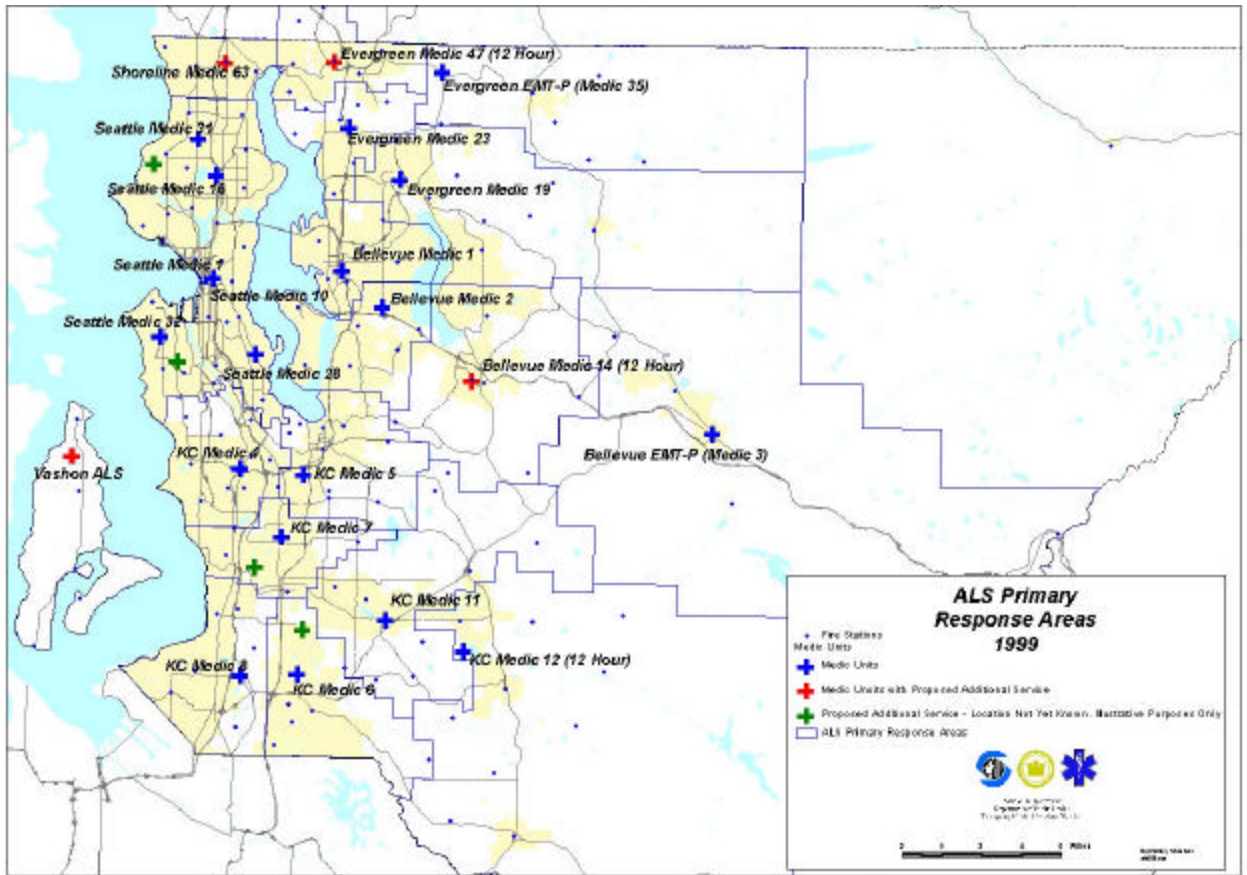 Evergreen Medic 47 (12 Hour)
Shoreline Medic 63
Evergreen EMT-P (Medic 35)
Seattle Medic 31
Evergreen Medic 23
Seattle Medic 16
Evergreen Medic 19
Bellevue Medic 1
Seattle Medic 1
Seattle Medic 10
Bellevue Medic 2
Seattle Medic 32
Seattle Medic 28
Bellevue Medic 14 (12 Hour)
KC Medic 4
Bellevue EMT-P (Medic 3)
Vashon ALS
KC Medic 5
KC Medic 7
KC Medic 11
KC Medic 12 (12 Hour)
KC Medic 8
KC Medic 6
ALS Primary
Response Areas
1999
Fire Stations
Medic Units
Medic Units
Medic Units with Proposed Additional Service
Proposed Additional Service - Location Not Yet Known. Illustrative Purposes Only
ALS Primary Response Areas
Miles